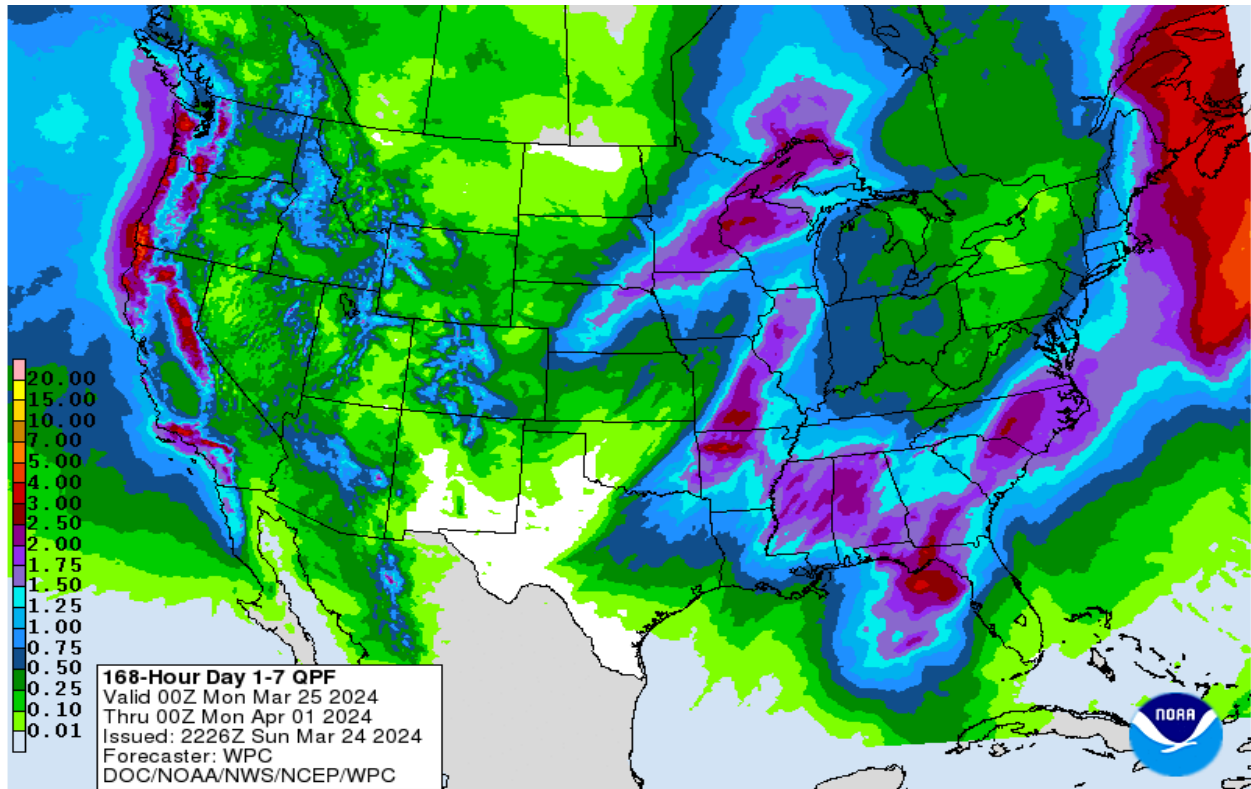 20.00
15.00
10.00
7.00
5.00
4.00
3.00
2.50
2.00
1.75
1.50
1.25
1.00
0.75
0.50
0.25
0.10
0.01
168-Hour Day 1-7 QPF
Valid 00Z Mon Mar 25 2024
Thru 00Z Mon Apr 01 2024
Issued: 2226Z Sun Mar 24 2024
Forecaster: WPC
DOC/NOAA/NWS/NCEP/WPC
NOAA